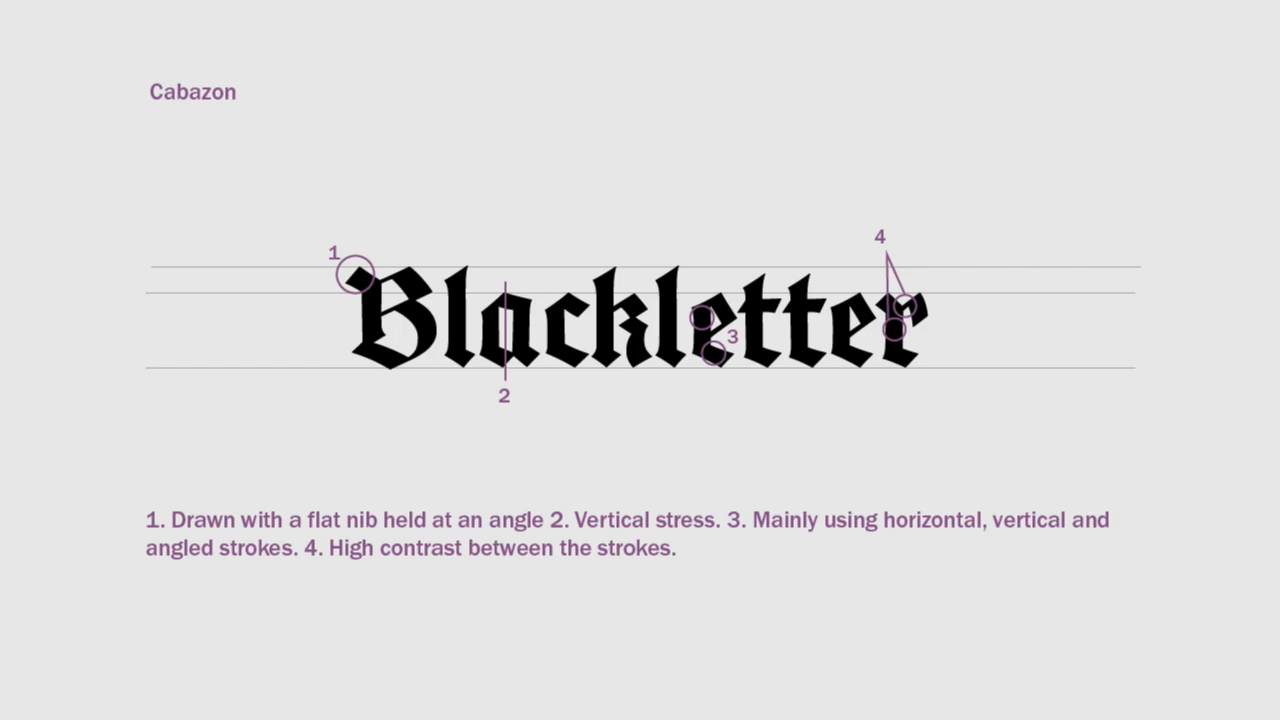 Cabazon
4
1
Blackletter
3
2
1. Drawn with a flat nib held at an angle 2. Vertical stress. 3. Mainly using horizontal, vertical and
angled strokes. 4. High contrast between the strokes.